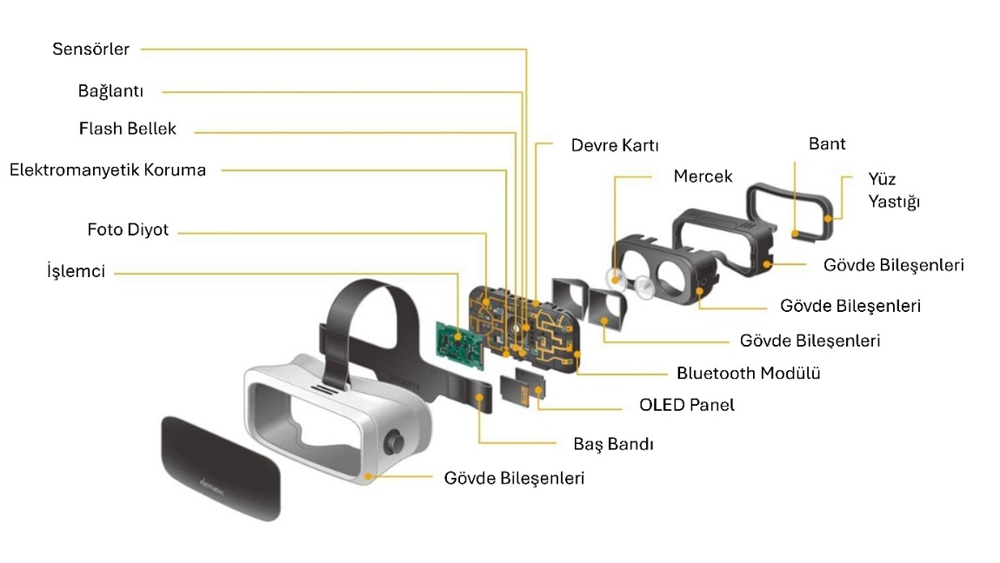 Sensörler
Bağlantı
Flash Bellek
Elektromanyetik Koruma
Foto Diyot
İşlemci
Devre Kartı
Mercek
Bant
Yüz
Yastığı
Gövde Bileşenleri
Gövde Bileşenleri
Gövde Bileşenleri
Bluetooth Modülü
OLED Panel
Baş Bandı
Gövde Bileşenleri
elematec